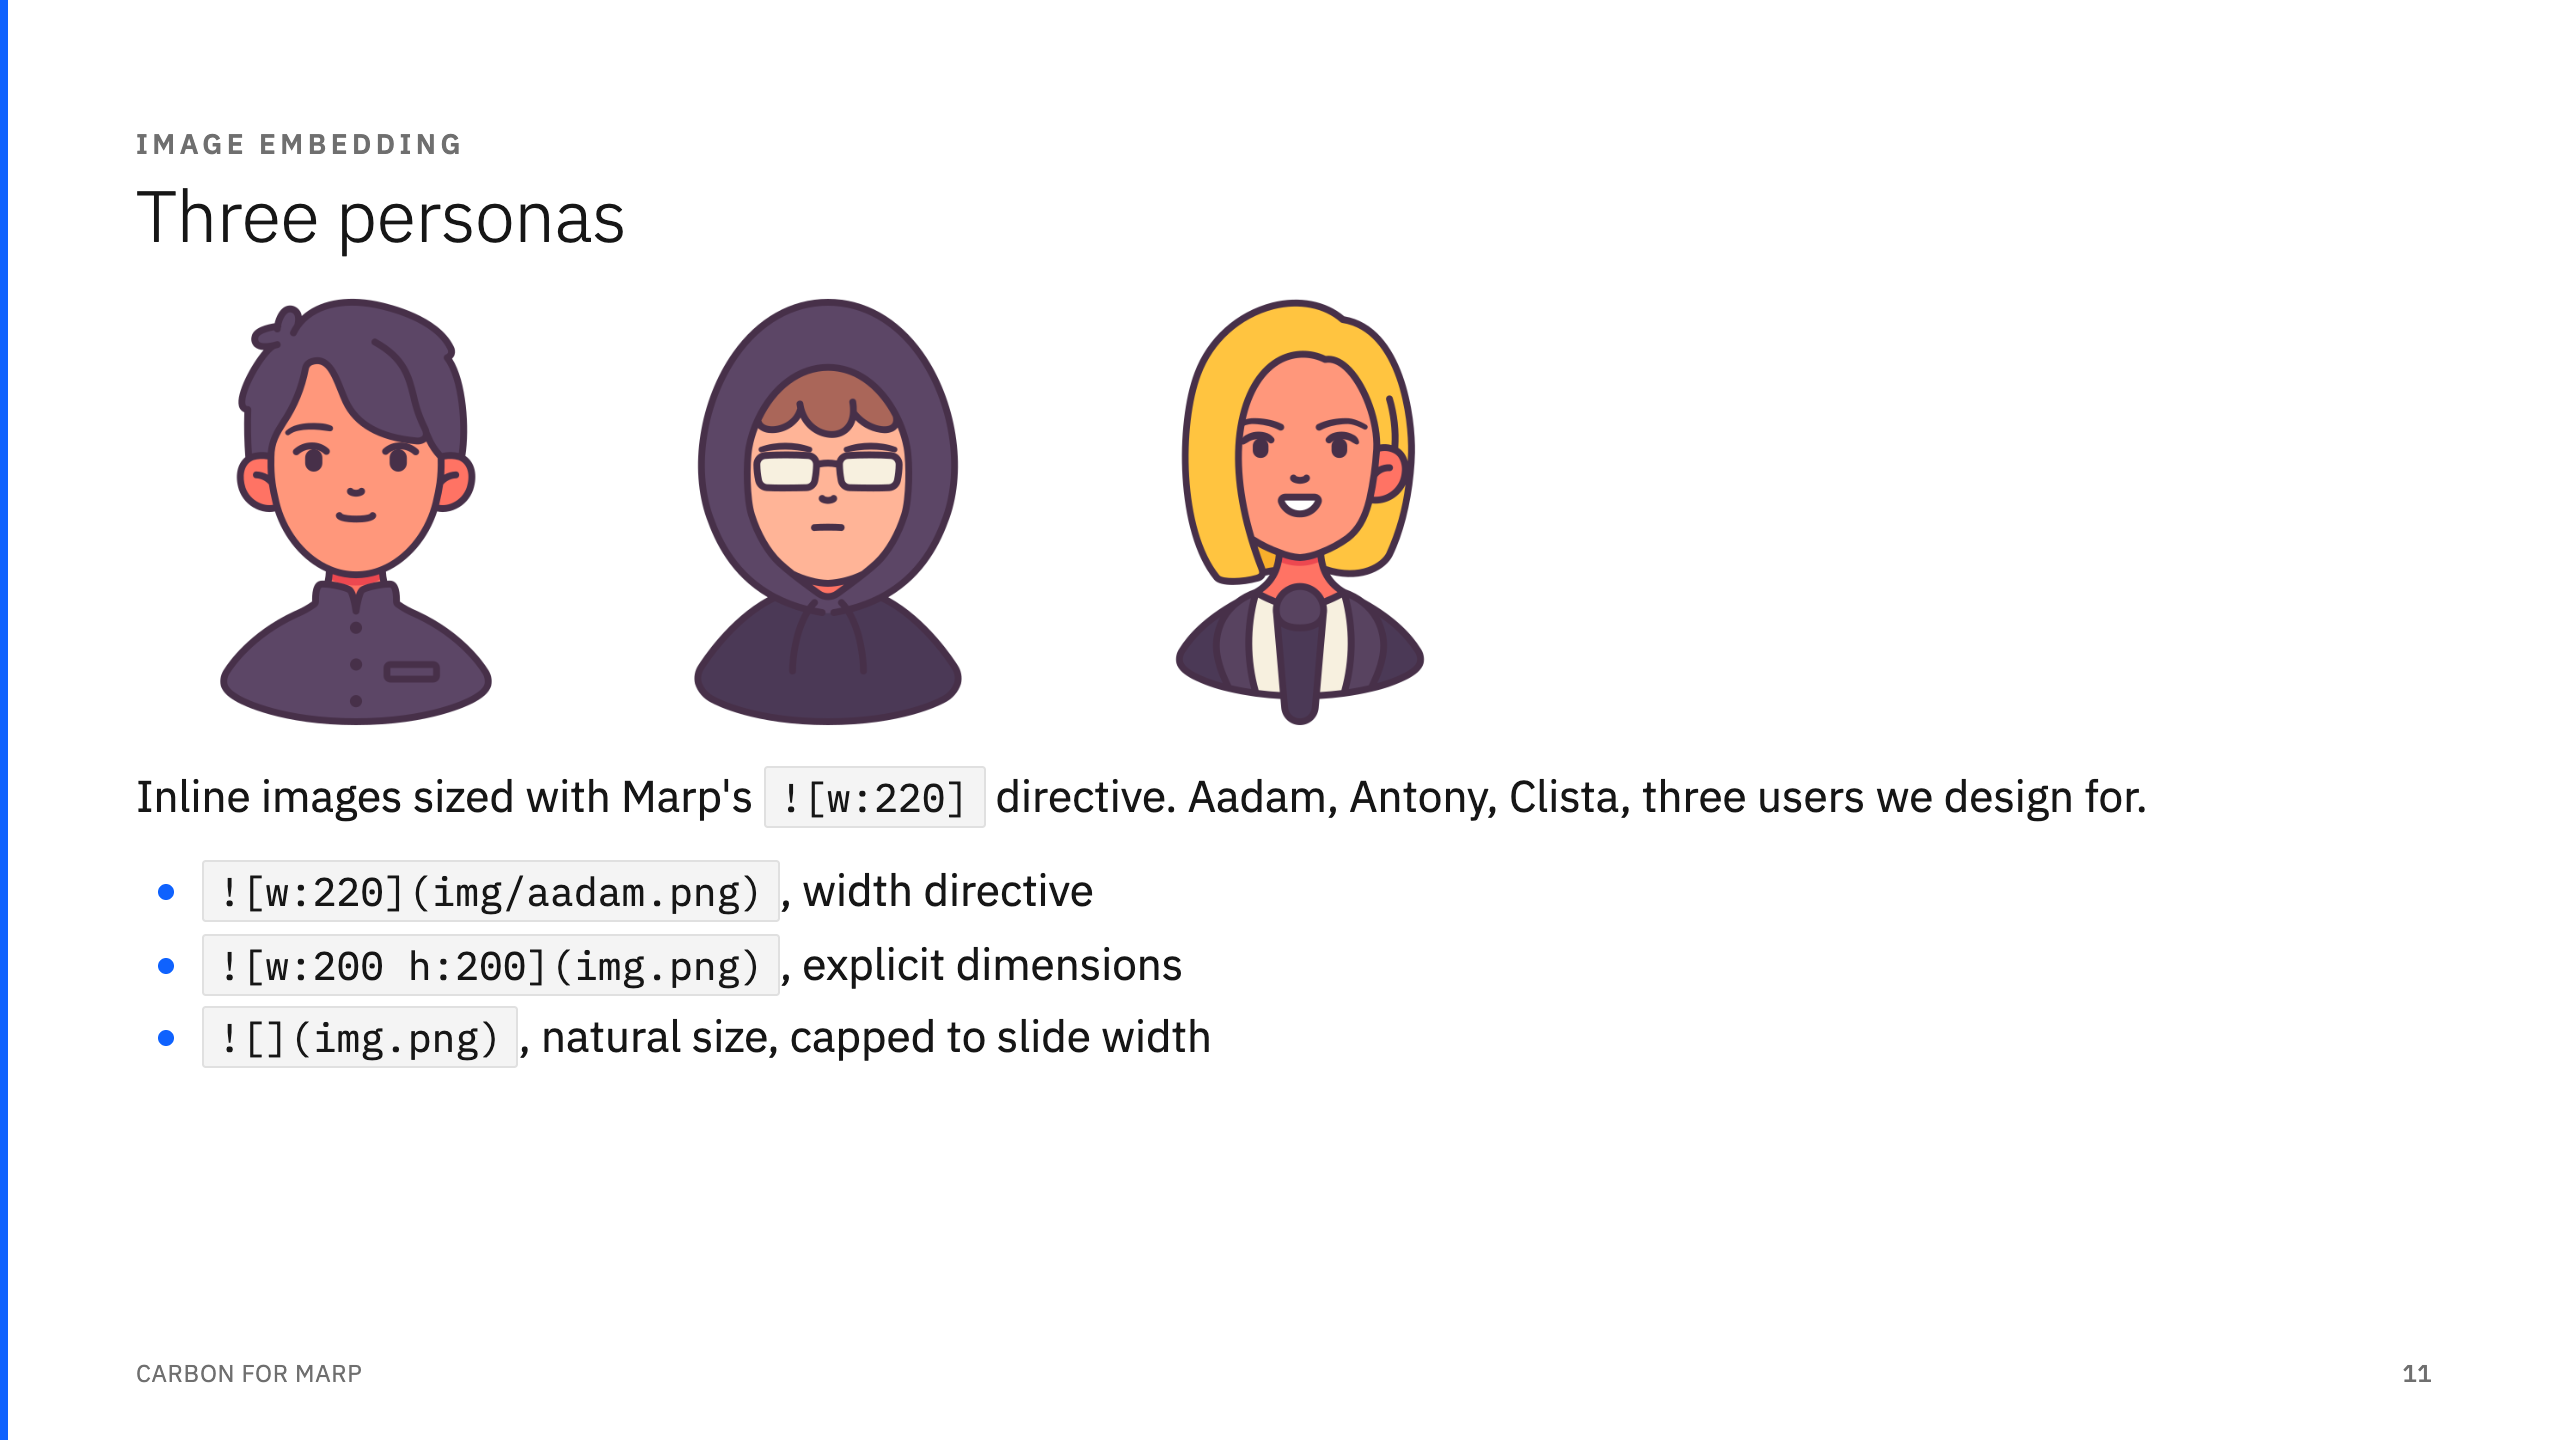 IMAGE EMBEDDING
Three personas
Inline images sized with Marp's ![w:220] directive. Aadam, Antony, Clista, three users we design for.
• ![w:220](img/aadam.png), width directive
• ![w:200 h:200](img.png), explicit dimensions
• ![](img.png), natural size, capped to slide width
CARBON FOR MARP
11